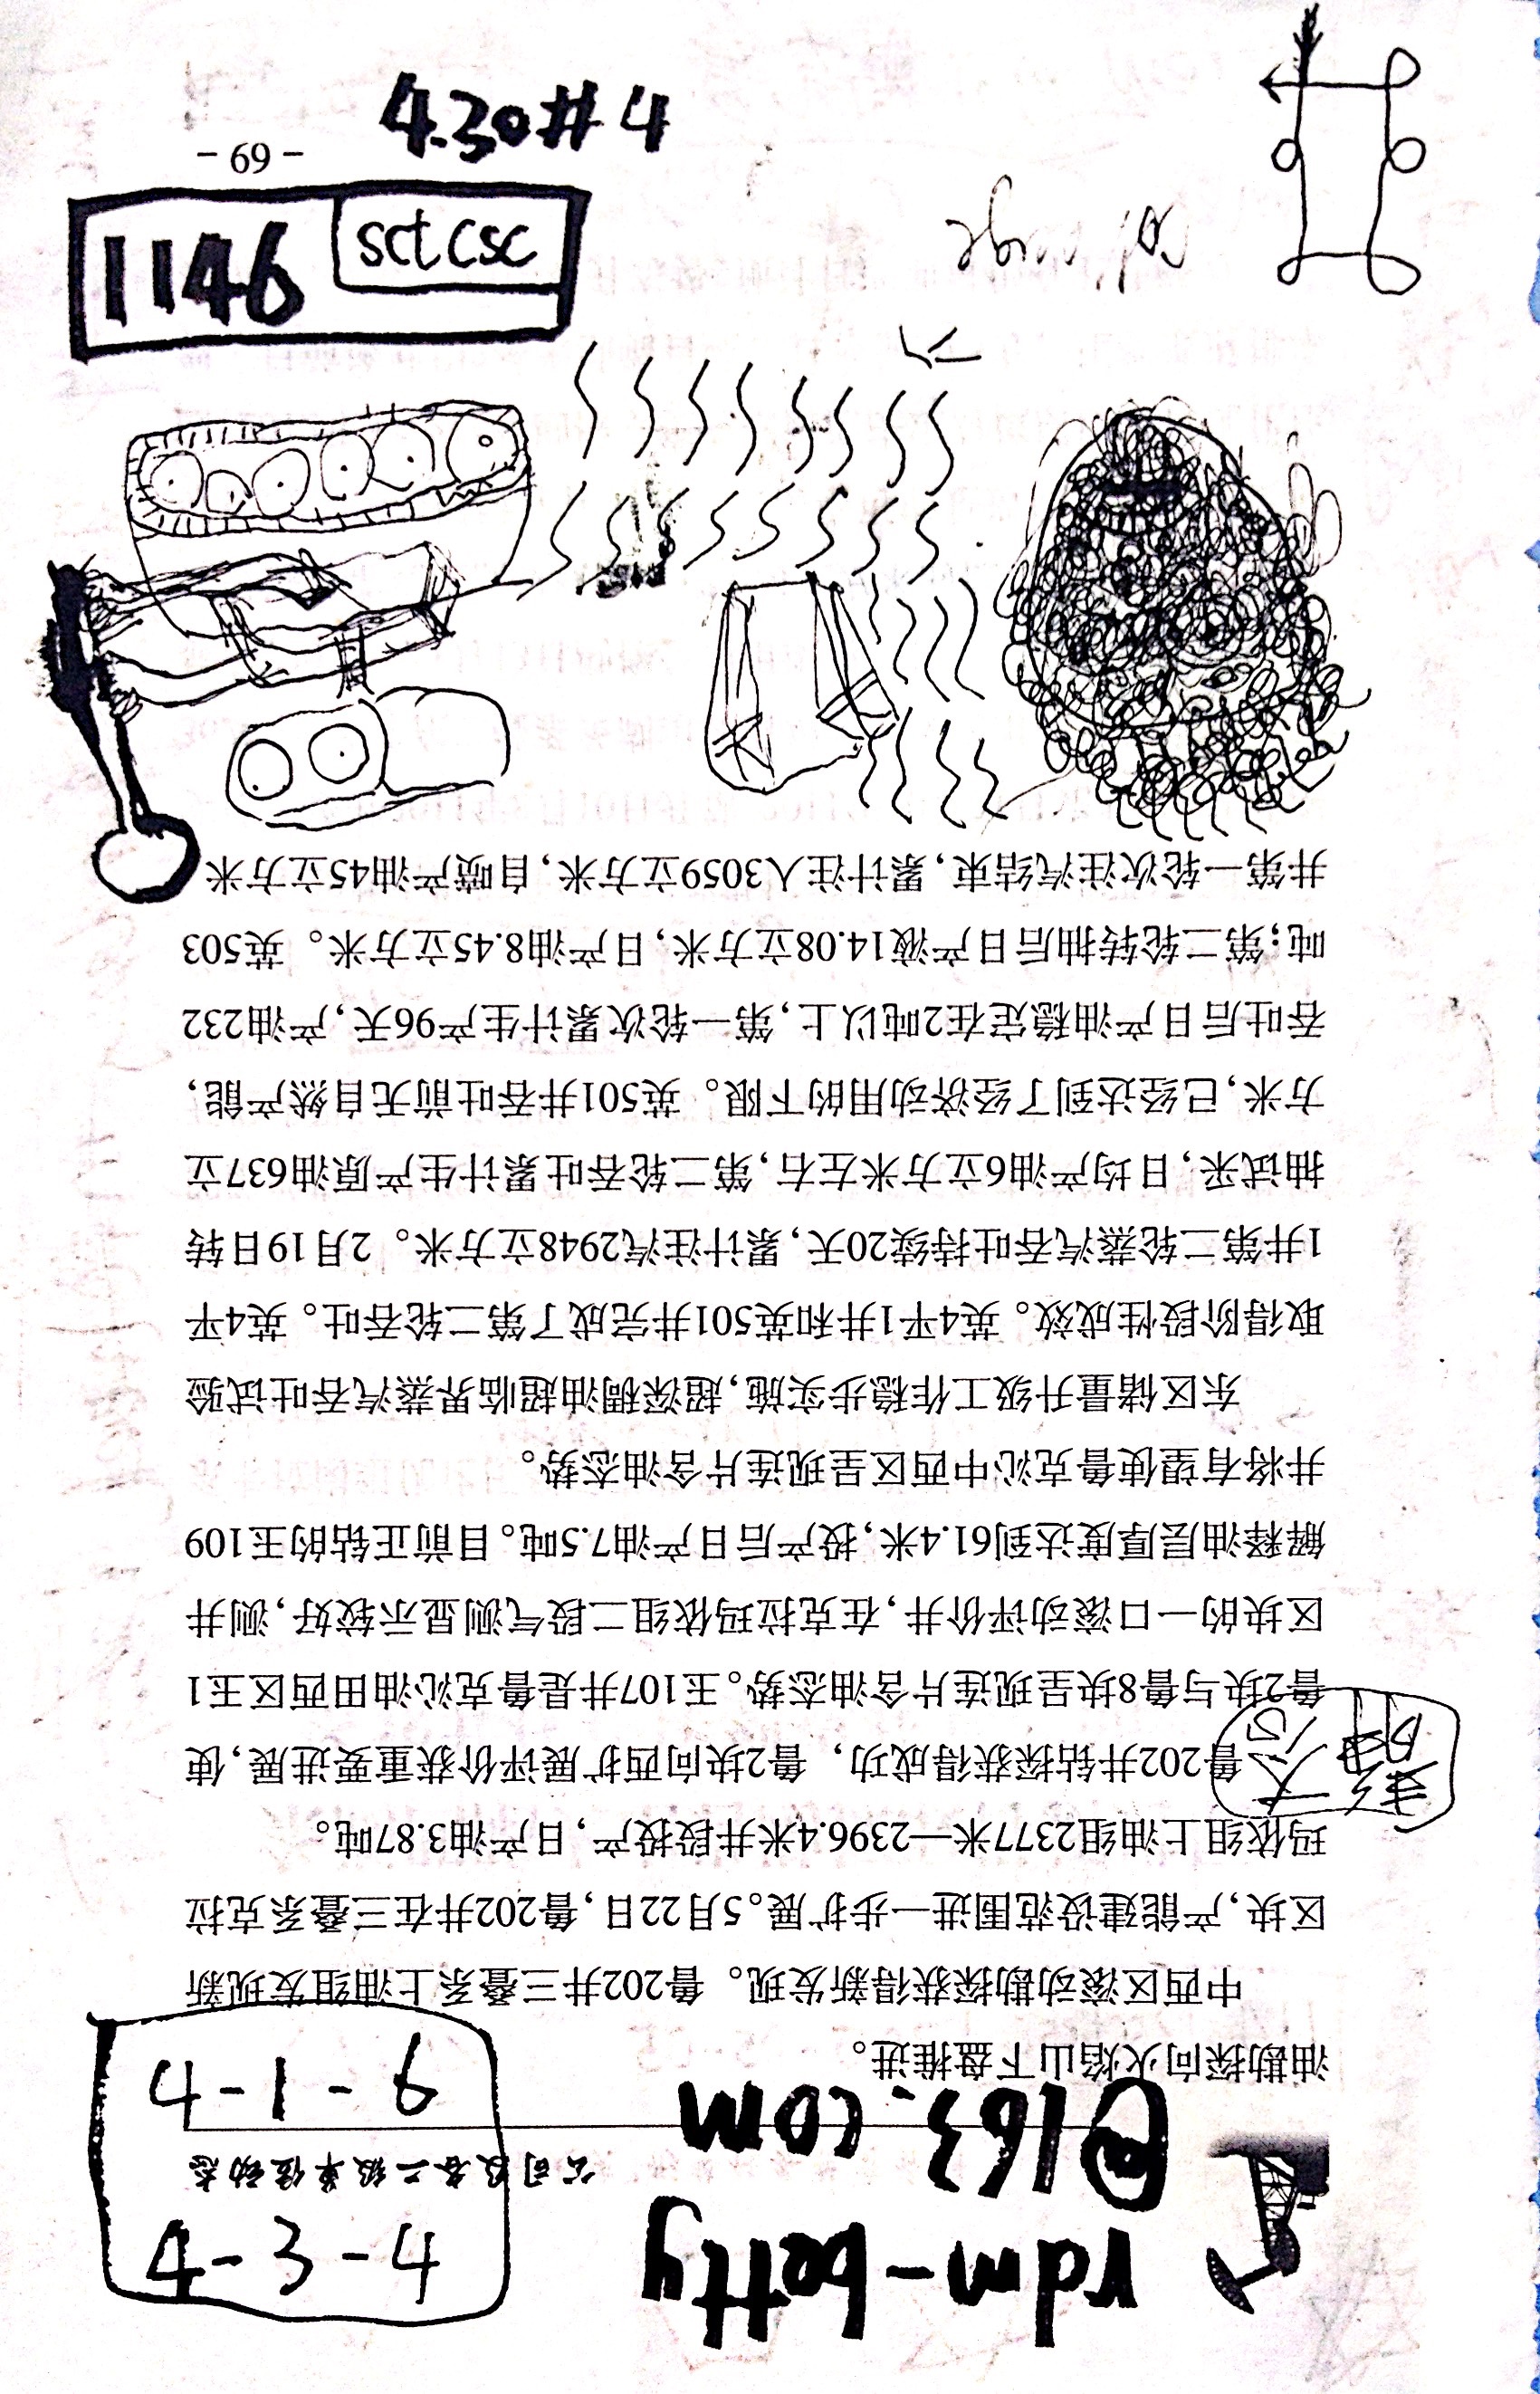 rdm-betty
@163.com
4-3-4
公司及各二级单位动态
4-1-6
油勘探向火焰山下盘推进。
中西区滚动勘探获得新发现。鲁202井三叠系上油组发现新
区块,产能建设范围进一步扩展。5月22日,鲁202井在三叠系克拉
玛依组上油组2377米—2396.4米井段投产,日产油3.87吨。
鲁202井钻探获得成功,鲁2块向西扩展评价获重要进展,使
鲁2块与鲁8块呈现连片含油态势。玉107井是鲁克沁油田西区玉1
区块的一口滚动评价井,在克拉玛依组二段气测显示较好,测井
解释油层厚度达到61.4米,投产后日产油7.5吨。目前正钻的玉109
井将有望使鲁克沁中西区呈现连片含油态势。
东区储量升级工作稳步实施,超深稠油超临界蒸汽吞吐试验
取得阶段性成效。英4平1井和英501井完成了第二轮吞吐。英4平
1井第二轮蒸汽吞吐持续20天,累计注汽2948立方米。2月19日转
抽试采,日均产油6立方米左右,第二轮吞吐累计生产原油637立
方米,已经达到了经济动用的下限。英501井吞吐前无自然产能,
吞吐后日产油稳定在2吨以上,第一轮次累计生产96天,产油232
吨;第二轮转抽后日产液14.08立方米,日产油8.45立方米。英503
井第一轮次注汽结束,累计注入3059立方米,自喷产油45立方米
1146
sctcsc
- 69 -
4.30#4